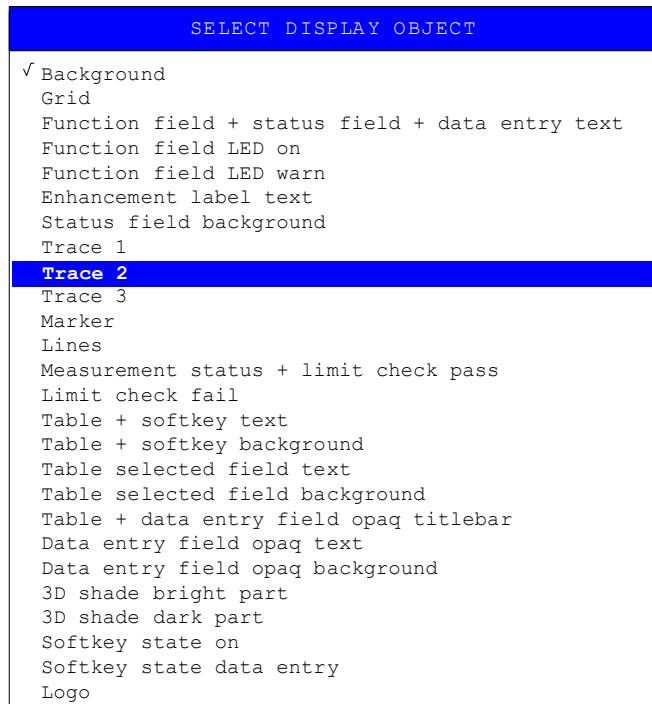 SELECT DISPLAY OBJECT
√ Background
Grid
Function field + status field + data entry text
Function field LED on
Function field LED warn
Enhancement label text
Status field background
Trace 1
Trace 2
Trace 3
Marker
Lines
Measurement status + limit check pass
Limit check fail
Table + softkey text
Table + softkey background
Table selected field text
Table selected field background
Table + data entry field opaq titlebar
Data entry field opaq text
Data entry field opaq background
3D shade bright part
3D shade dark part
Softkey state on
Softkey state data entry
Logo